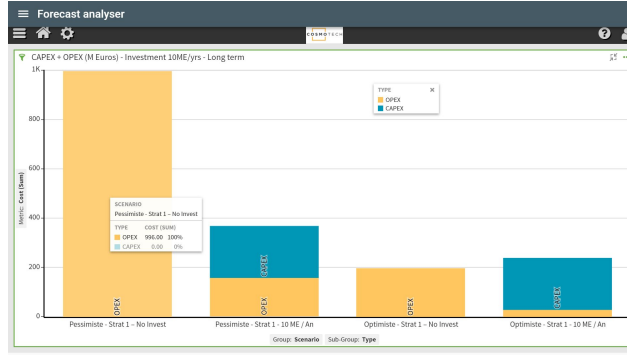 Forecast analyser
COSMOTECH
CAPEX + OPEX (M Euros) - Investment 10ME/yrs - Long term
1K
800
600
400
200
0
Metric: Cost (Sum)
TYPE
OPEX
CAPEX
SCENARIO
Pessimiste - Strat 1 – No Invest
TYPE COST (SUM)
OPEX 996.00 100%
CAPEX 0.00 0%
OPEX
CAPEX
OPEX
OPEX
CAPEX
OPEX
Pessimiste - Strat 1 – No Invest
Pessimiste - Strat 1 - 10 ME / An
Optimiste - Strat 1 – No Invest
Optimiste - Strat 1 - 10 ME / An
Group: Scenario Sub-Group: Type